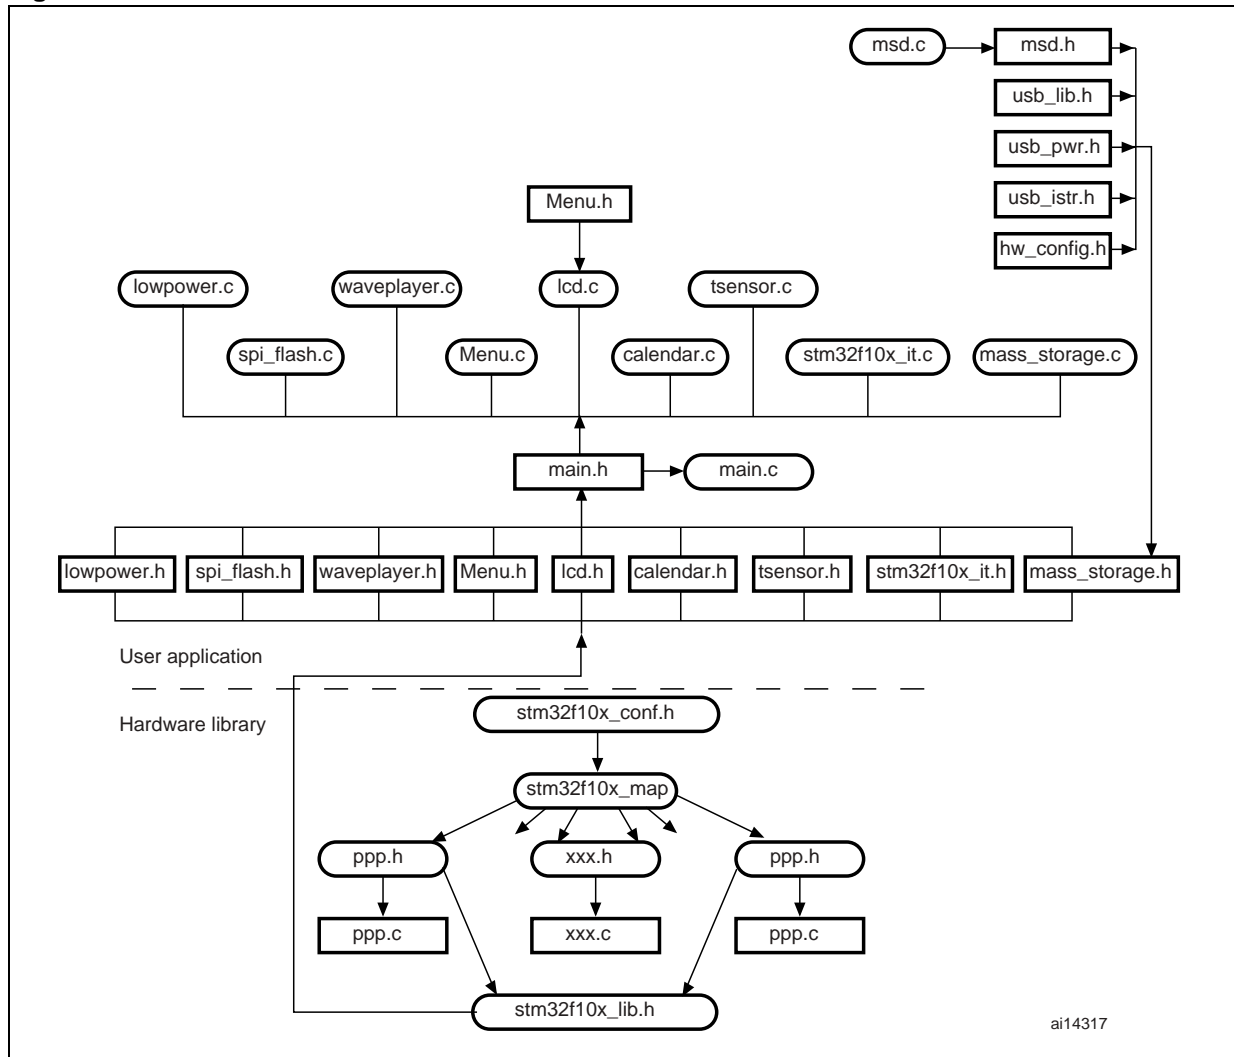 msd.c
msd.h
usb_lib.h
usb_pwr.h
Menu.h
usb_istr.h
hw_config.h
lowpower.c
waveplayer.c
lcd.c
tsensor.c
spi_flash.c
Menu.c
calendar.c
stm32f10x_it.c
mass_storage.c
main.h
main.c
lowpower.h
spi_flash.h
waveplayer.h
Menu.h
lcd.h
calendar.h
tsensor.h
stm32f10x_it.h
mass_storage.h
User application
Hardware library
stm32f10x_conf.h
stm32f10x_map
ppp.h
xxx.h
ppp.h
ppp.c
xxx.c
ppp.c
stm32f10x_lib.h
ai14317